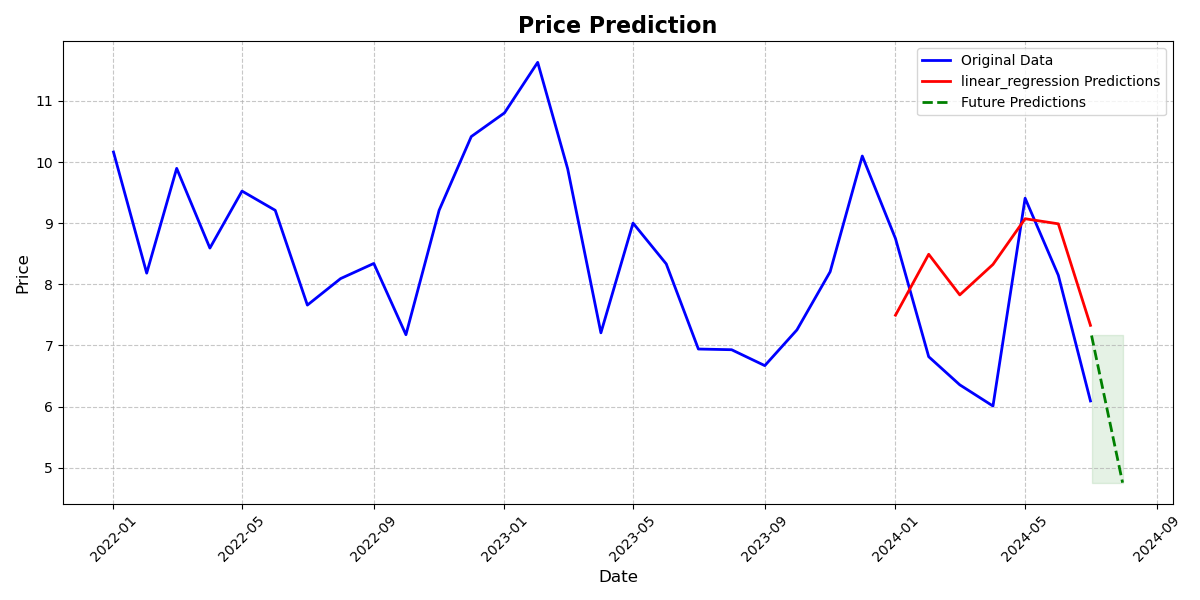 Price Prediction
Original Data
linear_regression Predictions
Future Predictions
Price
11
10
9
8
7
6
5
2022-01
2022-05
2022-09
2023-01
2023-05
2023-09
2024-01
2024-05
2024-09
Date